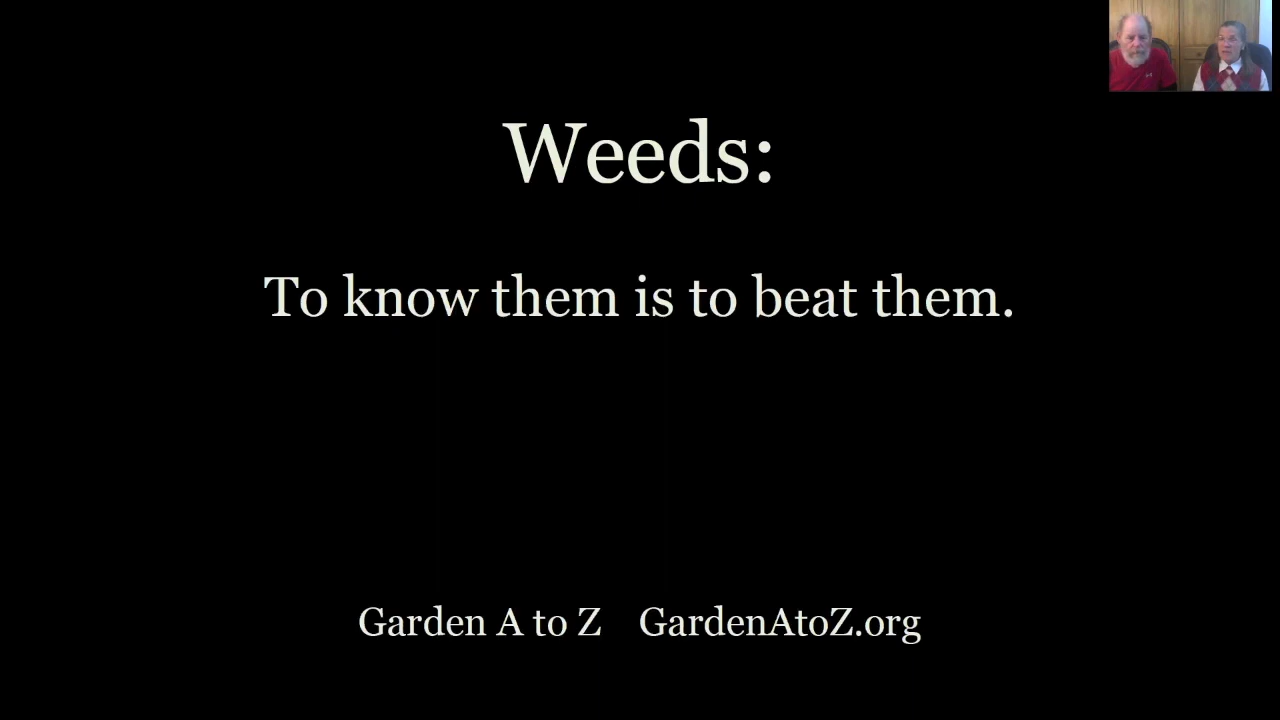 Weeds:
To know them is to beat them.
Garden A to Z GardenAtoZ.org